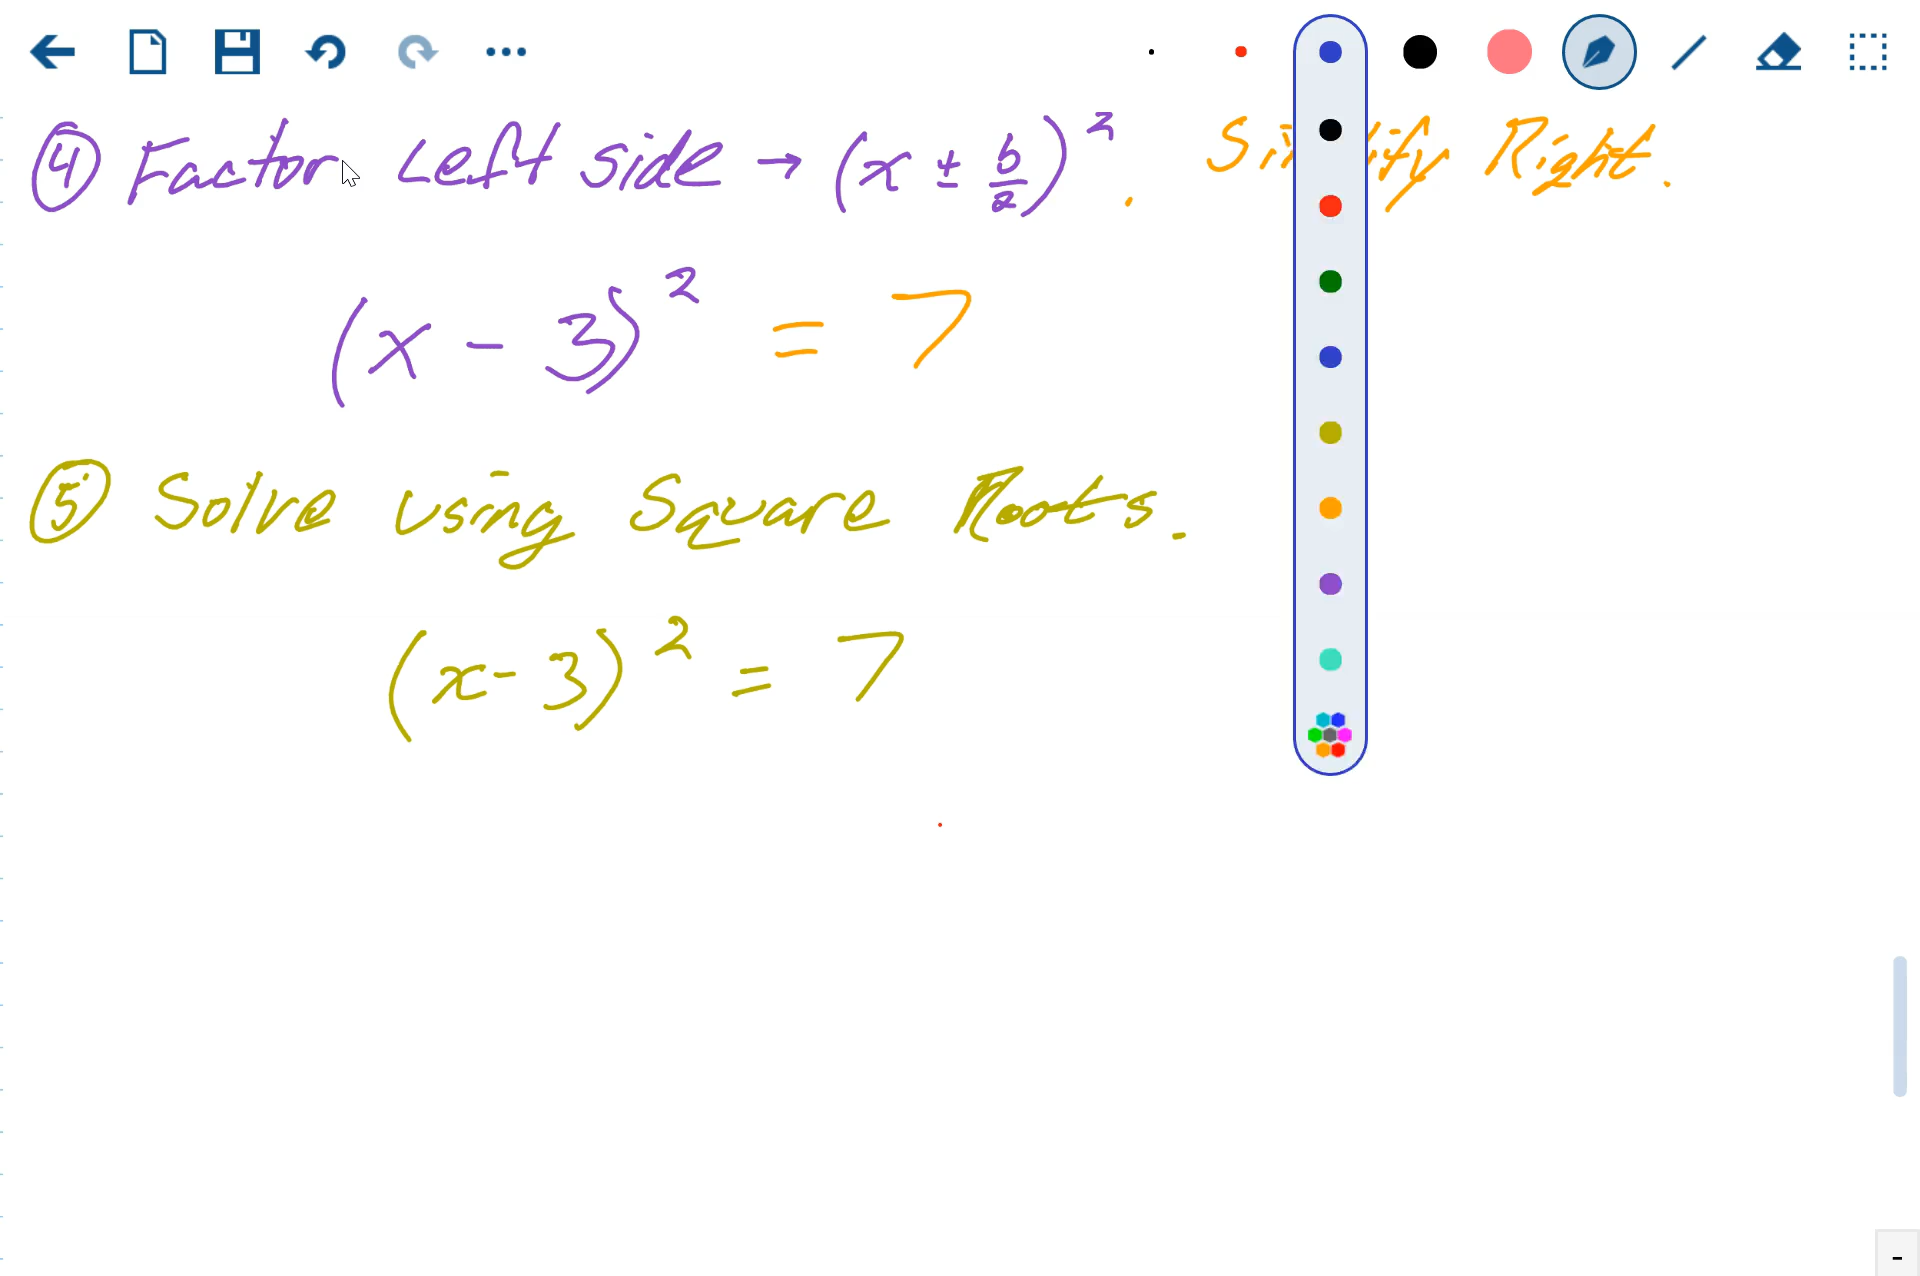 ④ Factor Left side → (x ± b/2)². Simplify Right.
(x - 3)² = 7
⑤ Solve using Square Roots.
(x - 3)² = 7